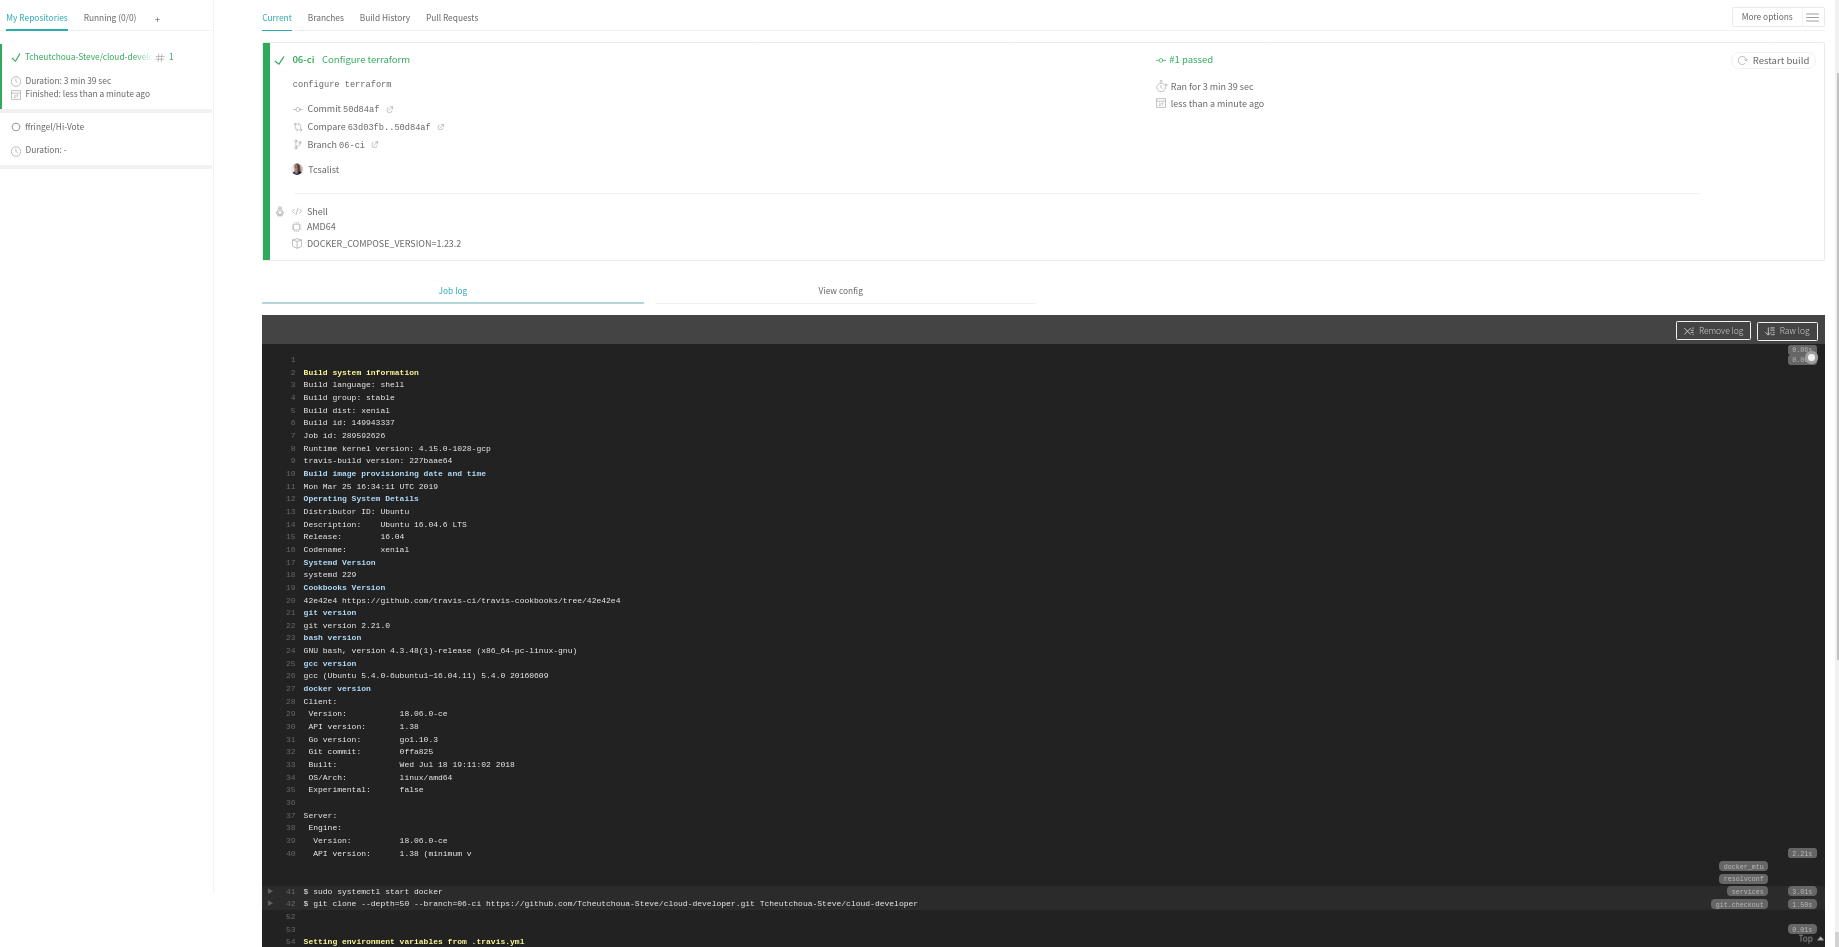 My Repositories Running (0/0) +
Tcheutchoua-Steve/cloud-devel # 1
Duration: 3 min 39 sec
Finished: less than a minute ago
ffringel/Hi-Vote
Duration: -
Current Branches Build History Pull Requests
More options
06-ci Configure terraform
#1 passed
Restart build
configure terraform
Ran for 3 min 39 sec
less than a minute ago
Commit 50d84af
Compare 63d03fb..50d84af
Branch 06-ci
Tcsalist
</> Shell
AMD64
DOCKER_COMPOSE_VERSION=1.23.2
Job log View config
Remove log Raw log
1
2 Build system information
3 Build language: shell
4 Build group: stable
5 Build dist: xenial
6 Build id: 149943337
7 Job id: 289592626
8 Runtime kernel version: 4.15.0-1028-gcp
9 travis-build version: 227baae64
10 Build image provisioning date and time
11 Mon Mar 25 16:34:11 UTC 2019
12 Operating System Details
13 Distributor ID: Ubuntu
14 Description: Ubuntu 16.04.6 LTS
15 Release: 16.04
16 Codename: xenial
17 Systemd Version
18 systemd 229
19 Cookbooks Version
20 42e42e4 https://github.com/travis-ci/travis-cookbooks/tree/42e42e4
21 git version
22 git version 2.21.0
23 bash version
24 GNU bash, version 4.3.48(1)-release (x86_64-pc-linux-gnu)
25 gcc version
26 gcc (Ubuntu 5.4.0-6ubuntu1~16.04.11) 5.4.0 20160609
27 docker version
28 Client:
29 Version: 18.06.0-ce
30 API version: 1.38
31 Go version: go1.10.3
32 Git commit: 0ffa825
33 Built: Wed Jul 18 19:11:02 2018
34 OS/Arch: linux/amd64
35 Experimental: false
36
37 Server:
38 Engine:
39 Version: 18.06.0-ce
40 API version: 1.38 (minimum v 2.21s
docker_mtu
resolvconf
41 $ sudo systemctl start docker services 3.01s
42 $ git clone --depth=50 --branch=06-ci https://github.com/Tcheutchoua-Steve/cloud-developer.git Tcheutchoua-Steve/cloud-developer git.checkout 1.50s
52
53 0.01s
54 Setting environment variables from .travis.yml
Top